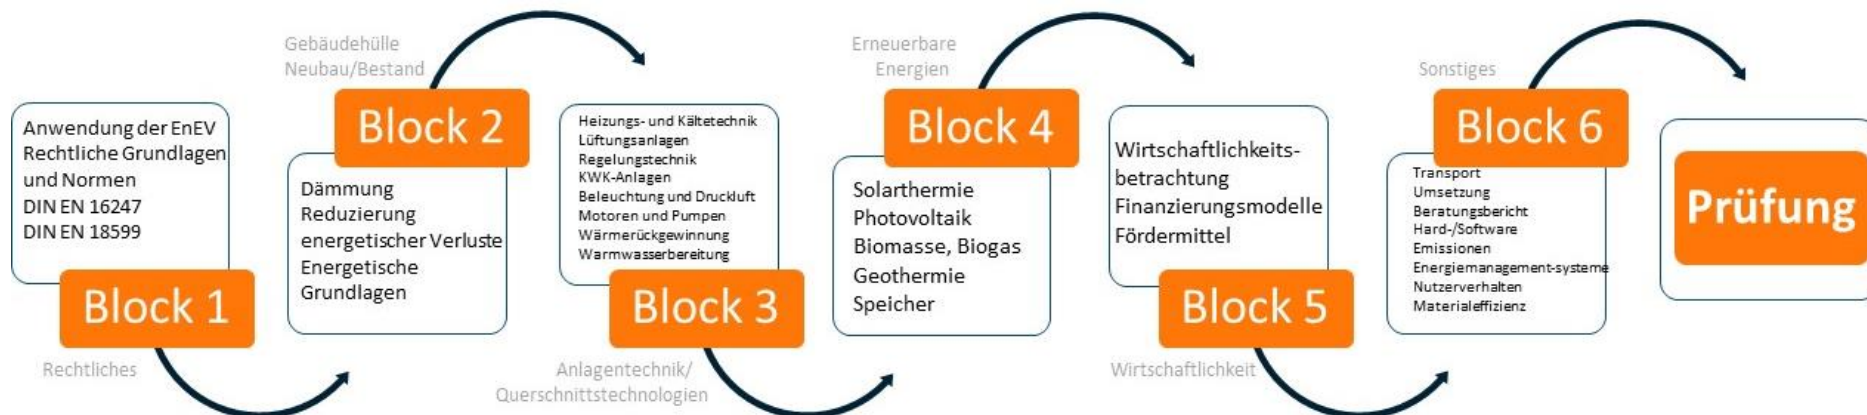 Anwendung der EnEV
Rechtliche Grundlagen
und Normen
DIN EN 16247
DIN EN 18599
Block 1
Rechtliches
Gebäudehülle
Neubau/Bestand
Block 2
Dämmung
Reduzierung
energetischer Verluste
Energetische
Grundlagen
Heizungs- und Kältetechnik
Lüftungsanlagen
Regelungstechnik
KWK-Anlagen
Beleuchtung und Druckluft
Motoren und Pumpen
Wärmerückgewinnung
Warmwasserbereitung
Block 3
Anlagentechnik/
Querschnittstechnologien
Erneuerbare
Energien
Block 4
Solarthermie
Photovoltaik
Biomasse, Biogas
Geothermie
Speicher
Wirtschaftlichkeits-
betrachtung
Finanzierungsmodelle
Fördermittel
Block 5
Wirtschaftlichkeit
Sonstiges
Block 6
Transport
Umsetzung
Beratungsbericht
Hard-/Software
Emissionen
Energiemanagement-systeme
Nutzerverhalten
Materialeffizienz
Prüfung